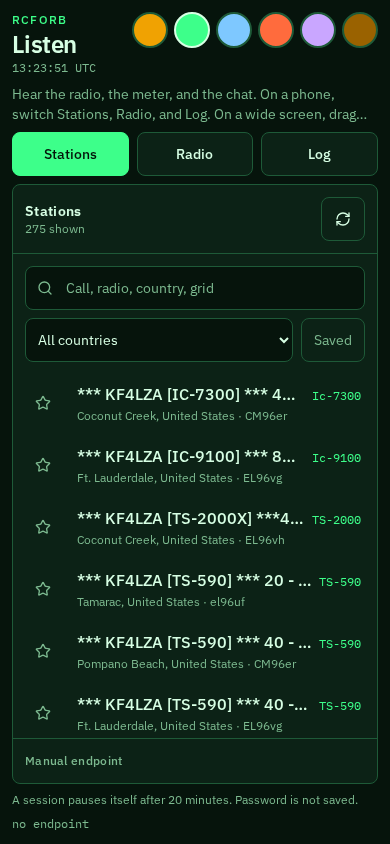 RCFORB
Listen
13:23:51 UTC
Hear the radio, the meter, and the chat. On a phone,
switch Stations, Radio, and Log. On a wide screen, drag...
Stations
Radio
Log
Stations
275 shown
Call, radio, country, grid
All countries
Saved
*** KF4LZA [IC-7300] *** 4... Ic-7300
Coconut Creek, United States · CM96er
*** KF4LZA [IC-9100] *** 8... Ic-9100
Ft. Lauderdale, United States · EL96vg
*** KF4LZA [TS-2000X] ***4... TS-2000
Coconut Creek, United States · EL96vh
*** KF4LZA [TS-590] *** 20 - ... TS-590
Tamarac, United States · el96uf
*** KF4LZA [TS-590] *** 40 - ... TS-590
Pompano Beach, United States · CM96er
*** KF4LZA [TS-590] *** 40 -... TS-590
Ft. Lauderdale, United States · EL96vg
Manual endpoint
A session pauses itself after 20 minutes. Password is not saved.
no endpoint